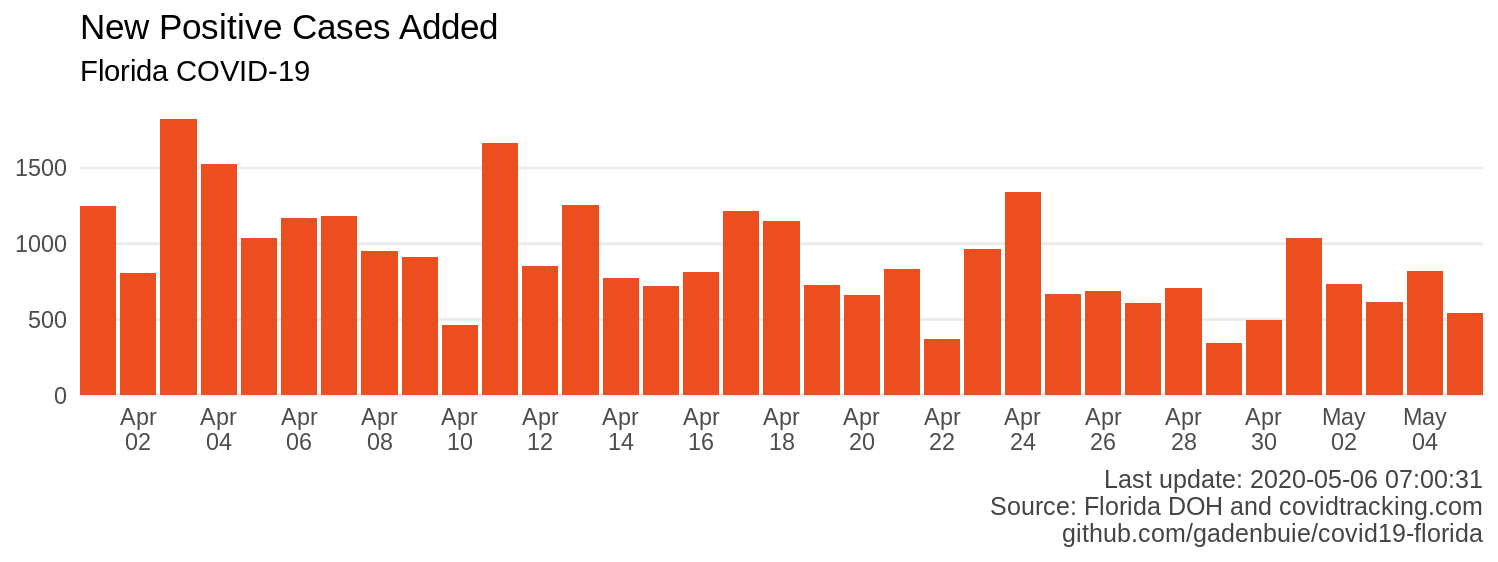 New Positive Cases Added
Florida COVID-19
1500
1000
500
0
Apr Apr Apr Apr Apr Apr Apr Apr Apr Apr Apr Apr Apr Apr Apr May May
02 04 06 08 10 12 14 16 18 20 22 24 26 28 30 02 04
Last update: 2020-05-06 07:00:31
Source: Florida DOH and covidtracking.com
github.com/gadenbuie/covid19-florida